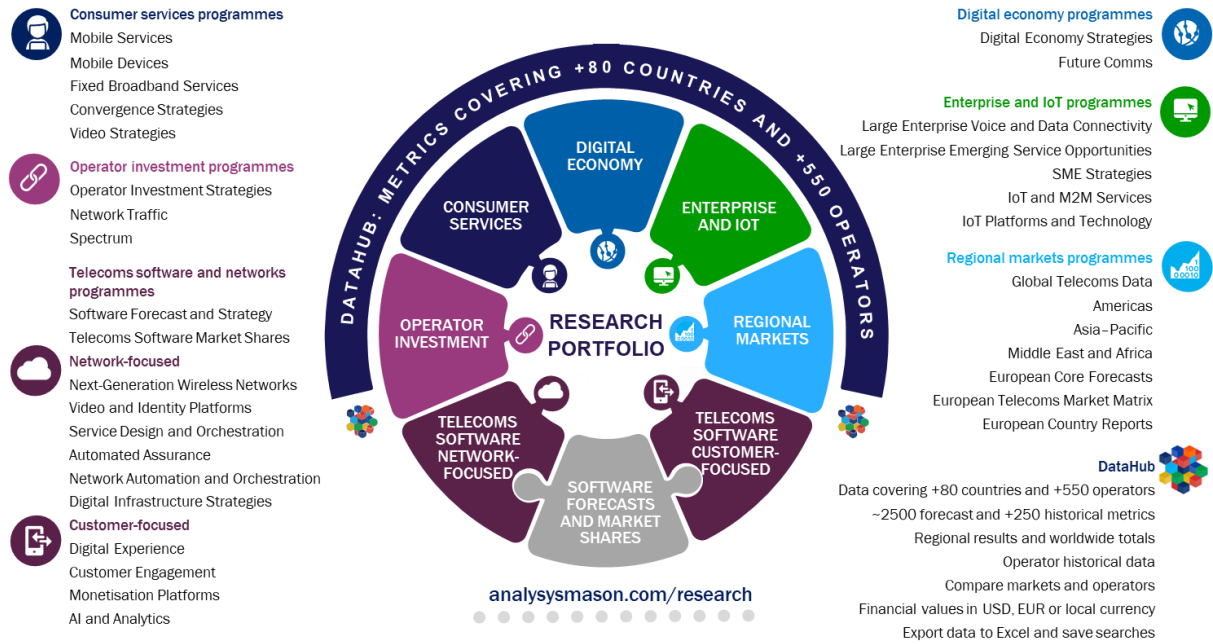 Consumer services programmes
Mobile Services
Mobile Devices
Fixed Broadband Services
Convergence Strategies
Video Strategies
Operator investment programmes
Operator Investment Strategies
Network Traffic
Spectrum
Telecoms software and networks
programmes
Software Forecast and Strategy
Telecoms Software Market Shares
Network-focused
Next-Generation Wireless Networks
Video and Identity Platforms
Service Design and Orchestration
Automated Assurance
Network Automation and Orchestration
Digital Infrastructure Strategies
Customer-focused
Digital Experience
Customer Engagement
Monetisation Platforms
AI and Analytics
DATAHUB: METRICS COVERING +80 COUNTRIES AND +550 OPERATORS
DIGITAL
ECONOMY
CONSUMER
SERVICES
ENTERPRISE
AND IOT
OPERATOR
INVESTMENT
RESEARCH
PORTFOLIO
REGIONAL
MARKETS
TELECOMS
SOFTWARE
NETWORK-
FOCUSED
TELECOMS
SOFTWARE
CUSTOMER-
FOCUSED
SOFTWARE
FORECASTS
AND MARKET
SHARES
analysysmason.com/research
Digital economy programmes
Digital Economy Strategies
Future Comms
Enterprise and IoT programmes
Large Enterprise Voice and Data Connectivity
Large Enterprise Emerging Service Opportunities
SME Strategies
IoT and M2M Services
IoT Platforms and Technology
Regional markets programmes
1
100
00010
Global Telecoms Data
Americas
Asia–Pacific
Middle East and Africa
European Core Forecasts
European Telecoms Market Matrix
European Country Reports
DataHub
Data covering +80 countries and +550 operators
~2500 forecast and +250 historical metrics
Regional results and worldwide totals
Operator historical data
Compare markets and operators
Financial values in USD, EUR or local currency
Export data to Excel and save searches